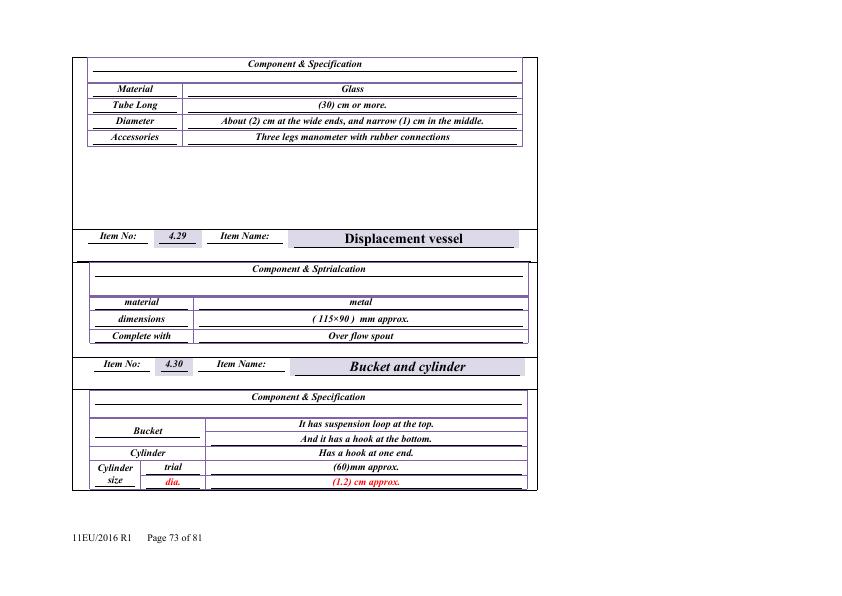 Component & Specification
Material Glass
Tube Long (30) cm or more.
Diameter About (2) cm at the wide ends, and narrow (1) cm in the middle.
Accessories Three legs manometer with rubber connections
Item No: 4.29 Item Name: Displacement vessel
Component & Sptrialcation
material metal
dimensions ( 115×90 ) mm approx.
Complete with Over flow spout
Item No: 4.30 Item Name: Bucket and cylinder
Component & Specification
Bucket It has suspension loop at the top.
And it has a hook at the bottom.
Cylinder Has a hook at one end.
Cylinder size trial (60)mm approx.
dia. (1.2) cm approx.
11EU/2016 R1 Page 73 of 81